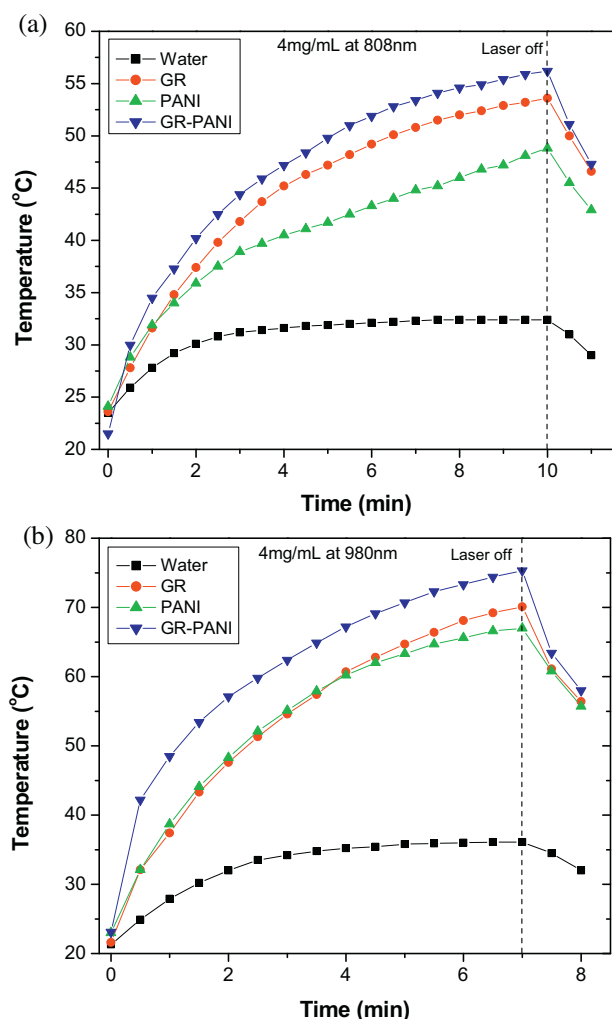 (a)
60
4mg/mL at 808nm
Laser off
55
Water
GR
50
PANI
GR-PANI
45
40
35
30
25
20
Temperature (°C)
0 2 4 6 8 10
Time (min)
(b)
80
4mg/mL at 980nm
Laser off
Water
GR
70
PANI
GR-PANI
60
50
40
30
20
Temperature (°C)
0 2 4 6 8
Time (min)